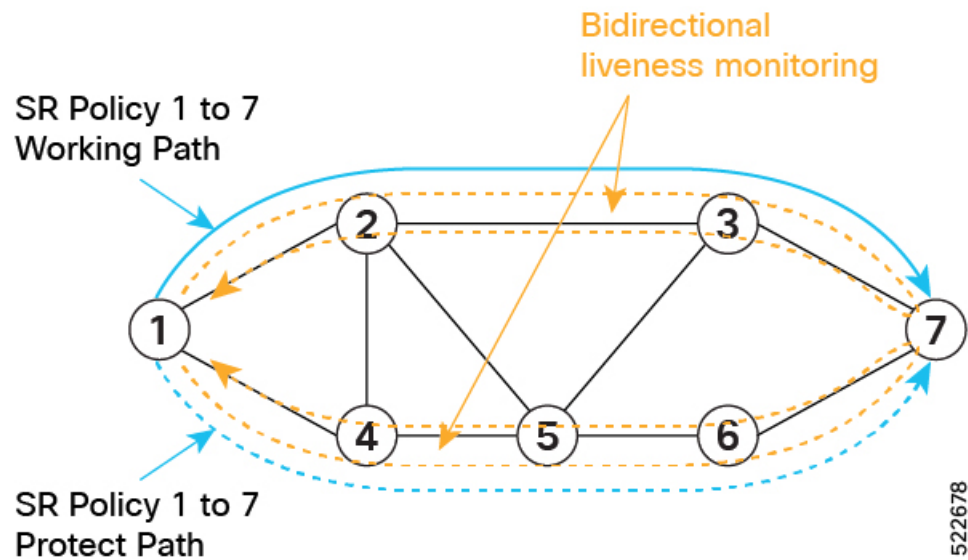 Bidirectional
liveness monitoring
SR Policy 1 to 7
Working Path
2
3
1
7
4
5
6
SR Policy 1 to 7
Protect Path
522678